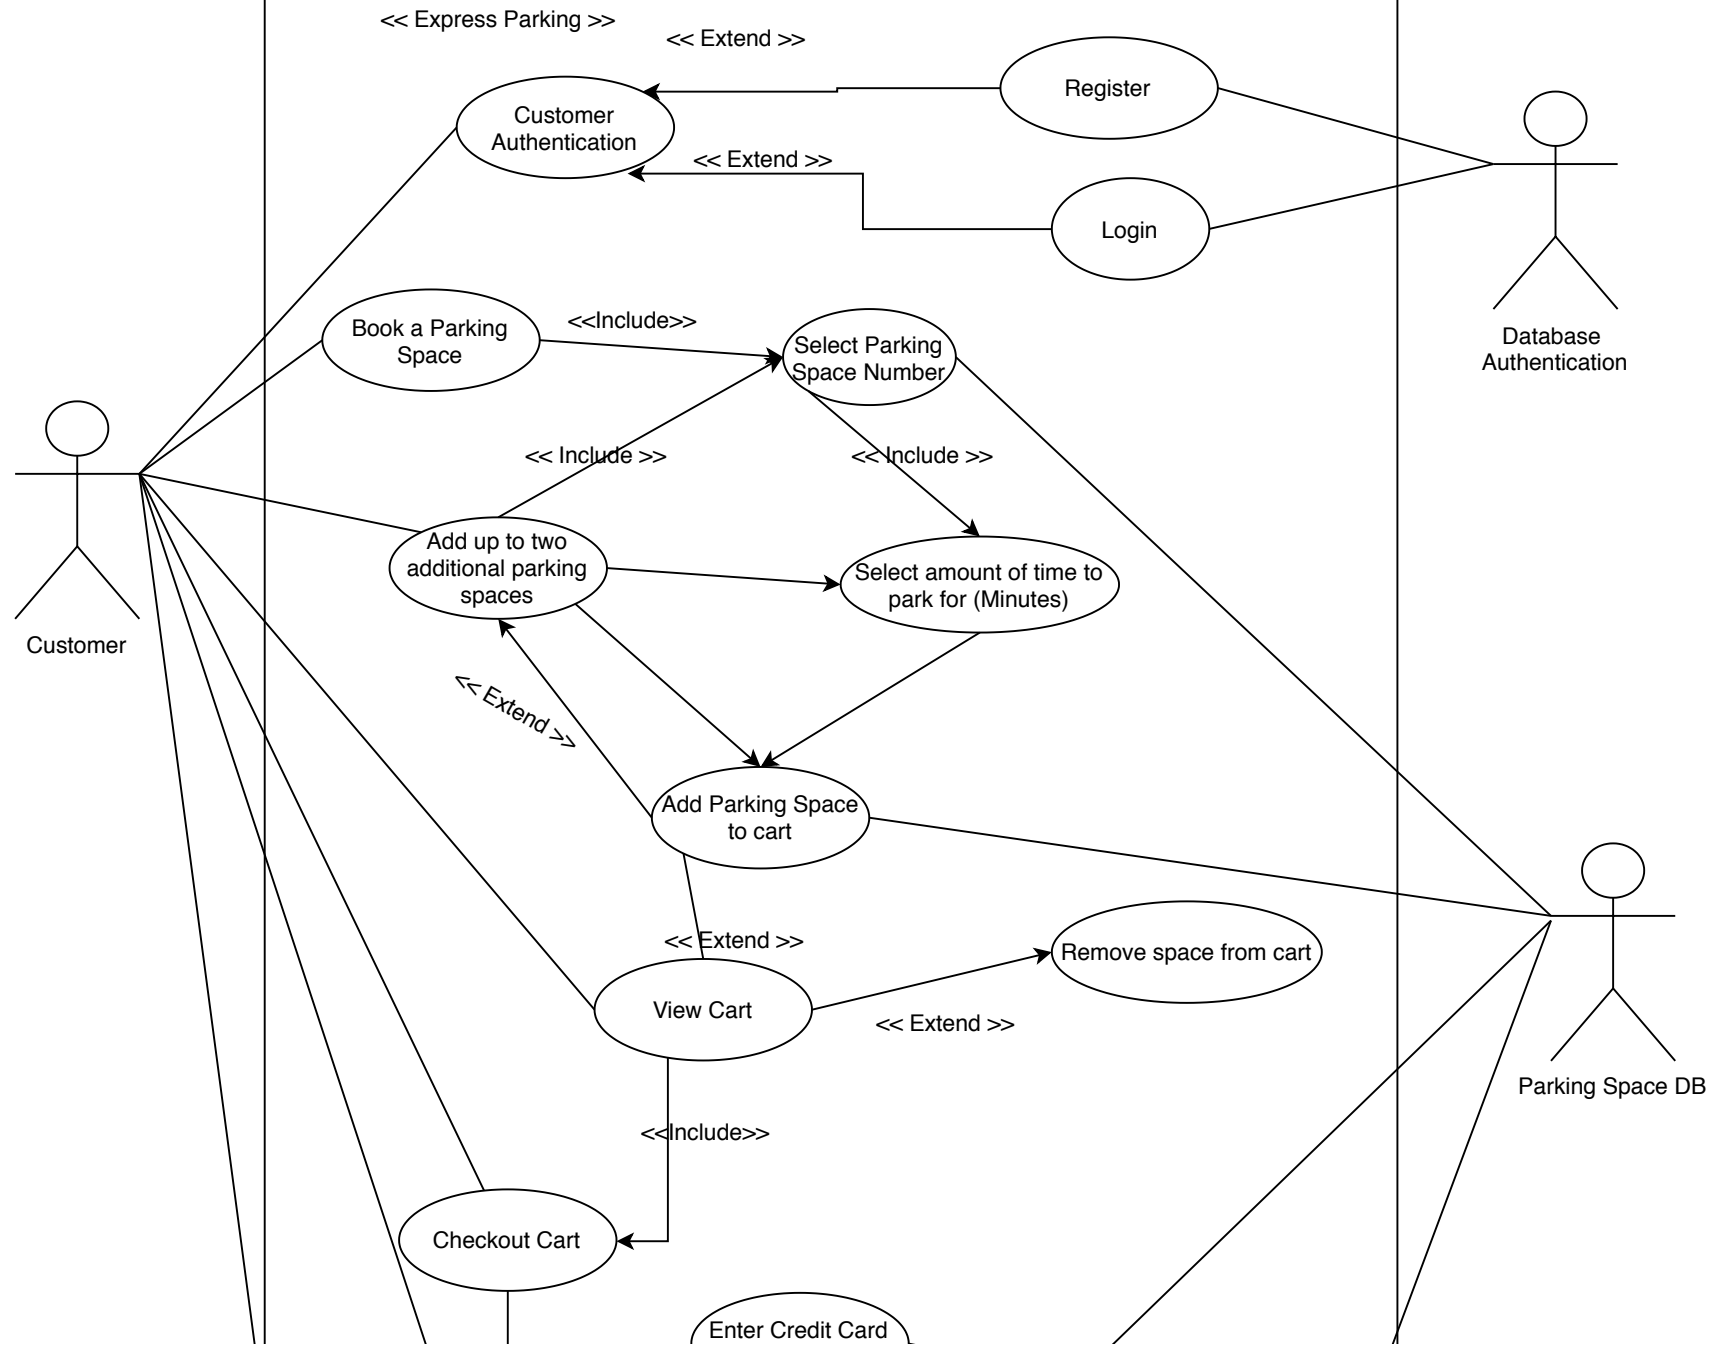 << Express Parking >>
<< Extend >>
Register
Customer
Authentication
<< Extend >>
Login
Database
Authentication
Book a Parking
Space
<<Include>>
Select Parking
Space Number
<< Include >>
<< Include >>
Customer
Add up to two
additional parking
spaces
Select amount of time to
park for (Minutes)
<< Extend >>
Add Parking Space
to cart
<< Extend >>
Remove space from cart
View Cart
<< Extend >>
Parking Space DB
<<Include>>
Checkout Cart
Enter Credit Card